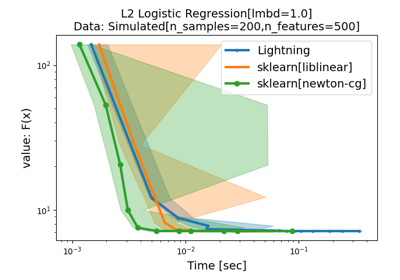 L2 Logistic Regression[lmbd=1.0]
Data: Simulated[n_samples=200,n_features=500]
Lightning
sklearn[liblinear]
sklearn[newton-cg]
value: F(x)
10²
10¹
10⁻³
10⁻²
10⁻¹
Time [sec]